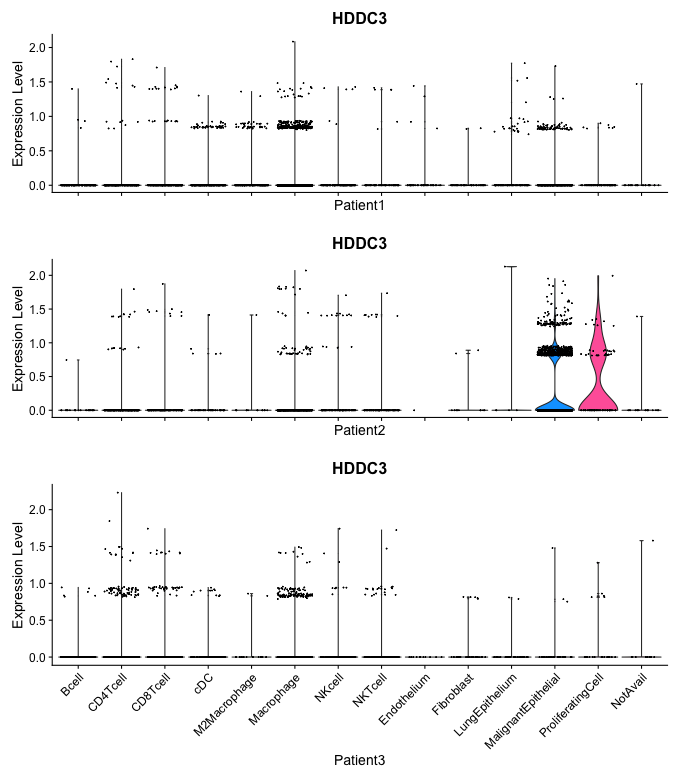 HDDC3
Expression Level
2.0
1.5
1.0
0.5
0.0
Patient1
HDDC3
Expression Level
2.0
1.5
1.0
0.5
0.0
Patient2
HDDC3
Expression Level
2.0
1.5
1.0
0.5
0.0
Bcell
CD4Tcell
CD8Tcell
cDC
M2Macrophage
Macrophage
NKcell
NKTcell
Endothelium
Fibroblast
LungEpithelium
MalignantEpithelial
ProliferatingCell
NotAvail
Patient3